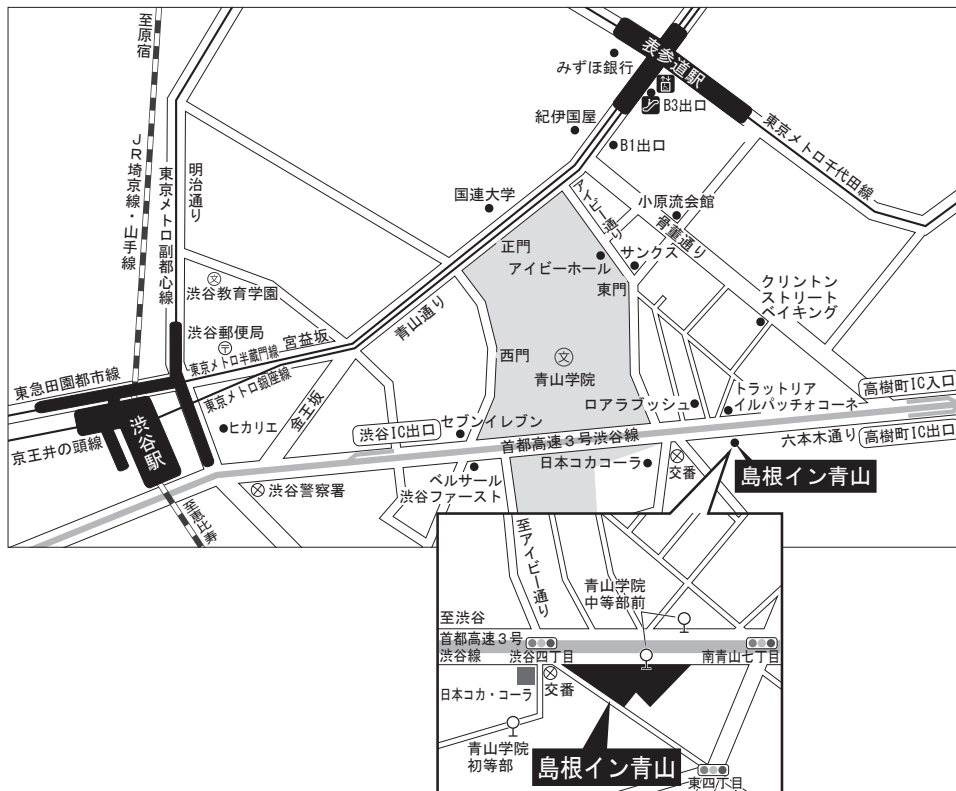 至原宿
JR埼京線・山手線
東京メトロ副都心線
明治通り
みずほ銀行
表参道駅
B3出口
紀伊国屋
B1出口
東京メトロ千代田線
国連大学
アイビー通り
小原流会館
骨董通り
正門
アイビーホール
サンクス
東門
渋谷教育学園
クリントン
ストリート
ベイキング
青山通り
渋谷郵便局
宮益坂
東京メトロ半蔵門線
西門
青山学院
東急田園都市線
東京メトロ銀座線
金王坂
トラットリア
イルパッチォコーネ
高樹町IC入口
ロアラブッシュ
京王井の頭線
渋谷駅
ヒカリエ
渋谷IC出口
セブンイレブン
首都高速3号渋谷線
六本木通り
高樹町IC出口
日本コカコーラ
交番
島根イン青山
渋谷警察署
ベルサール
渋谷ファースト
至恵比寿
至アイビー通り
青山学院
中等部前
至渋谷
首都高速3号
渋谷線
渋谷四丁目
南青山七丁目
交番
日本コカ・コーラ
青山学院
初等部
島根イン青山
東四丁目